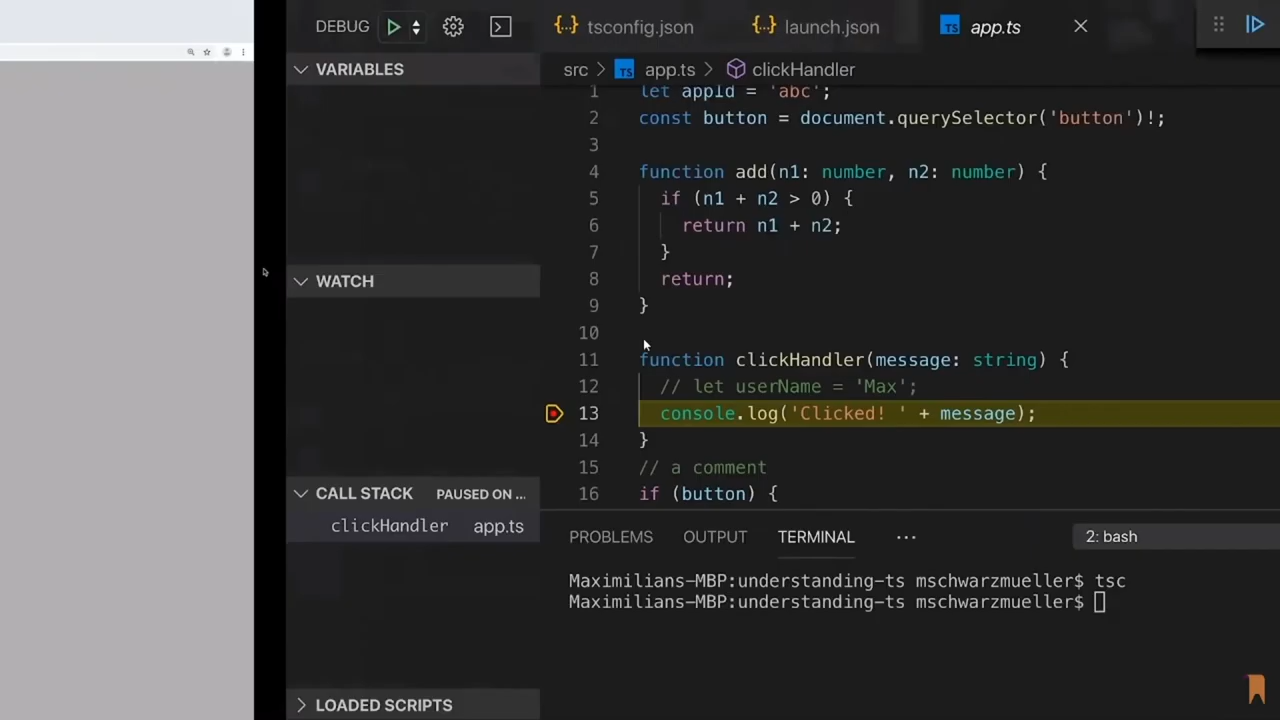 DEBUG
tsconfig.json
launch.json
app.ts
VARIABLES
src > TS app.ts > clickHandler
1 let appId = 'abc';
2 const button = document.querySelector('button')!;
3
4 function add(n1: number, n2: number) {
5 if (n1 + n2 > 0) {
6 return n1 + n2;
7 }
8 return;
9 }
10
11 function clickHandler(message: string) {
12 // let userName = 'Max';
13 console.log('Clicked! ' + message);
14 }
15 // a comment
16 if (button) {
WATCH
CALL STACK PAUSED ON ...
clickHandler app.ts
LOADED SCRIPTS
PROBLEMS OUTPUT TERMINAL ... 2: bash
Maximilians-MBP:understanding-ts mschwarzmueller$ tsc
Maximilians-MBP:understanding-ts mschwarzmueller$